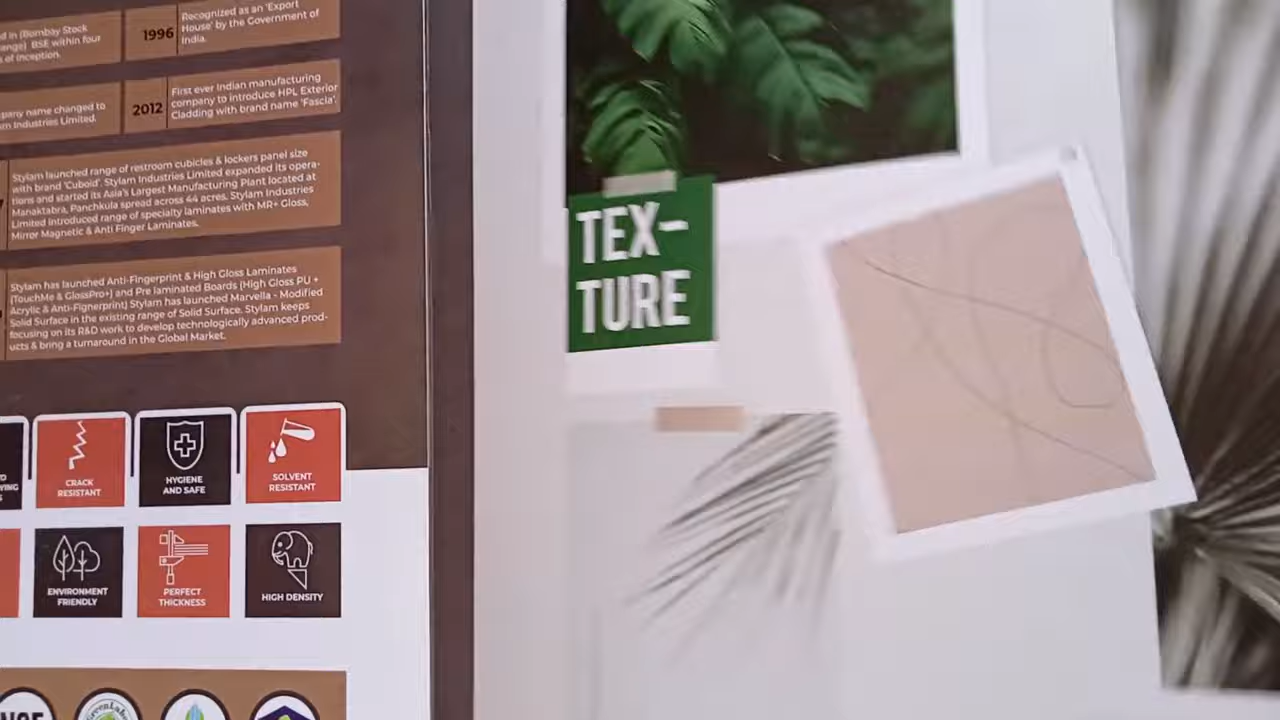 d in (Bombay Stock
ange) BSE within four
s of inception.
1996
Recognized as an 'Export
House' by the Government of
India.
pany name changed to
am Industries Limited.
2012
First ever Indian manufacturing
company to introduce HPL Exterior
Cladding with brand name 'Fascia'.
Stylam launched range of restroom cubicles & lockers panel size
with brand 'Cuboid'. Stylam Industries Limited expanded its opera-
tions and started its Asia's Largest Manufacturing Plant located at
Manaktabra, Panchkula spread across 44 acres. Stylam Industries
Limited introduced range of specialty laminates with MR+ Gloss,
Mirror Magnetic & Anti Finger Laminates.
Stylam has launched Anti-Fingerprint & High Gloss Laminates
(TouchMe & GlossPro+) and Pre laminated Boards (High Gloss PU +
Acrylic & Anti-Fignerprint) Stylam has launched Marvella - Modified
Solid Surface in the existing range of Solid Surface. Stylam keeps
focusing on its R&D work to develop technologically advanced prod-
ucts & bring a turnaround in the Global Market.
CRACK
RESISTANT
HYGIENE
AND SAFE
SOLVENT
RESISTANT
ENVIRONMENT
FRIENDLY
PERFECT
THICKNESS
HIGH DENSITY
TEX-
TURE